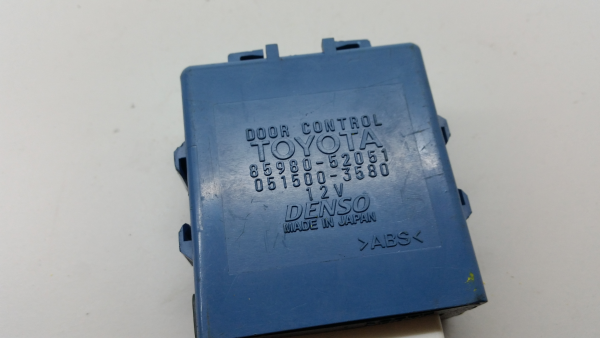 DOOR CONTROL
TOYOTA
85980-52051
051500-3580
12V
DENSO
MADE IN JAPAN
>ABS<